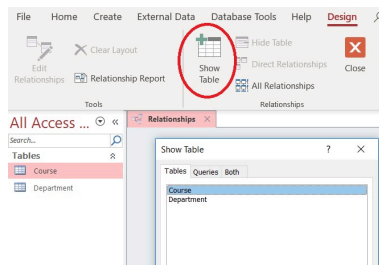 File Home Create External Data Database Tools Help Design
Edit Relationships
Clear Layout
Relationship Report
Tools
Show Table
Hide Table
Direct Relationships
All Relationships
Relationships
Close
All Access ...
Search...
Tables
Course
Department
Relationships
Show Table ? X
Tables Queries Both
Course
Department